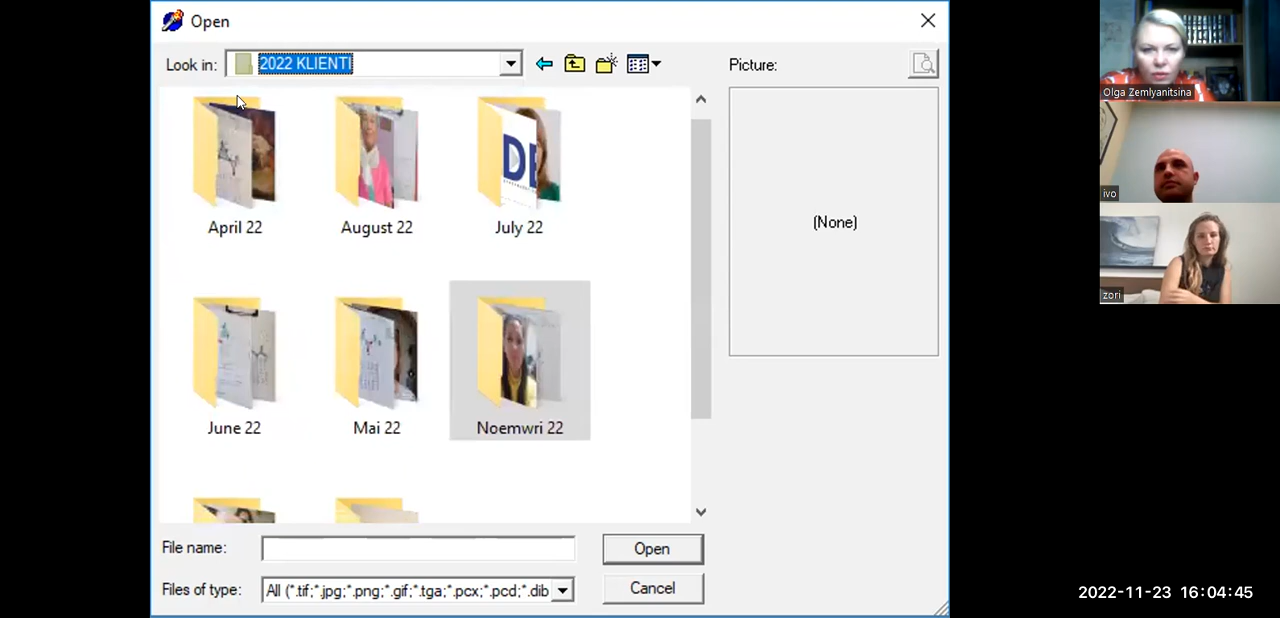 Open
Look in:
2022 KLIENTI
Picture:
(None)
April 22
August 22
DE
July 22
June 22
Mai 22
Noemwri 22
File name:
Open
Files of type:
All (*.tif;*.jpg;*.png;*.gif;*.tga;*.pcx;*.pcd;*.dib
Cancel
Olga Zemlyanitsina
ivo
zori
2022-11-23 16:04:45